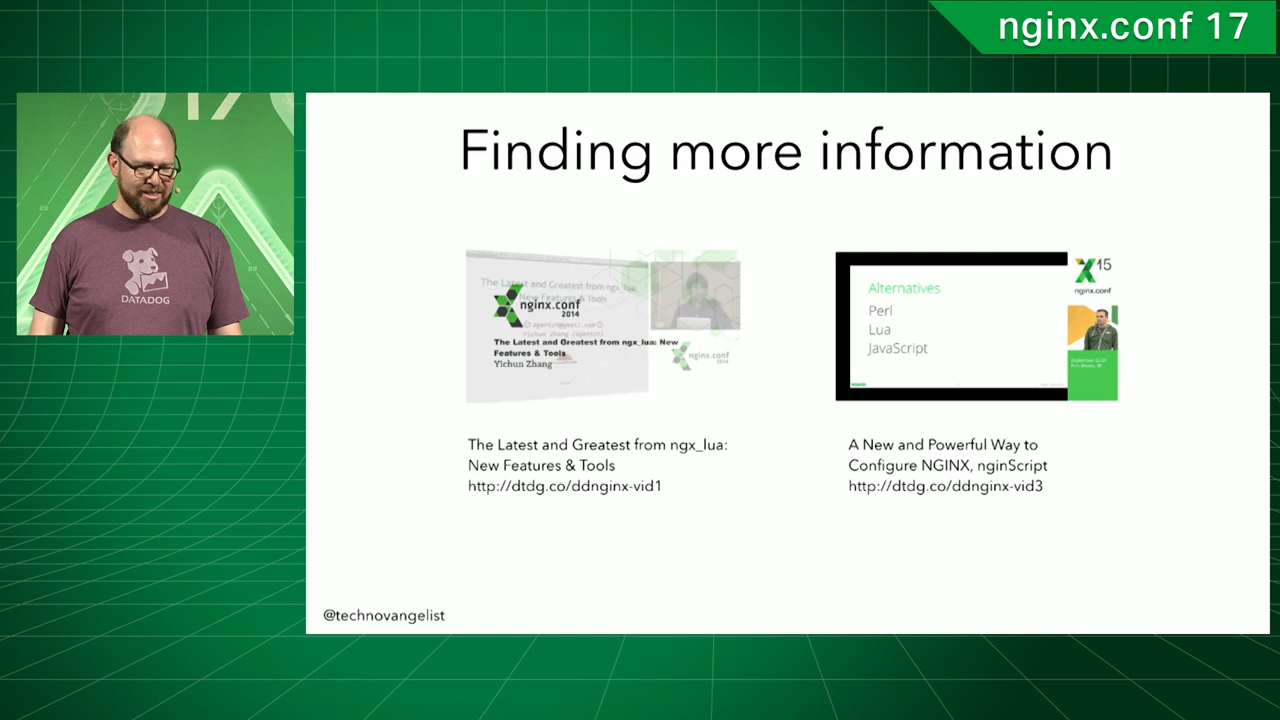 nginx.conf 17
17
##
##
DATADOG
Finding more information
The Latest and Greatest from ngx_lua:
New Features & Tools
nginx.conf
2014
The Latest and Greatest from ngx_lua: New
Features & Tools
Yichun Zhang
nginx.conf
2014
15
nginx.conf
Alternatives
Perl
Lua
JavaScript
The Latest and Greatest from ngx_lua:
New Features & Tools
http://dtdg.co/ddnginx-vid1
A New and Powerful Way to
Configure NGINX, nginScript
http://dtdg.co/ddnginx-vid3
@technovangelist